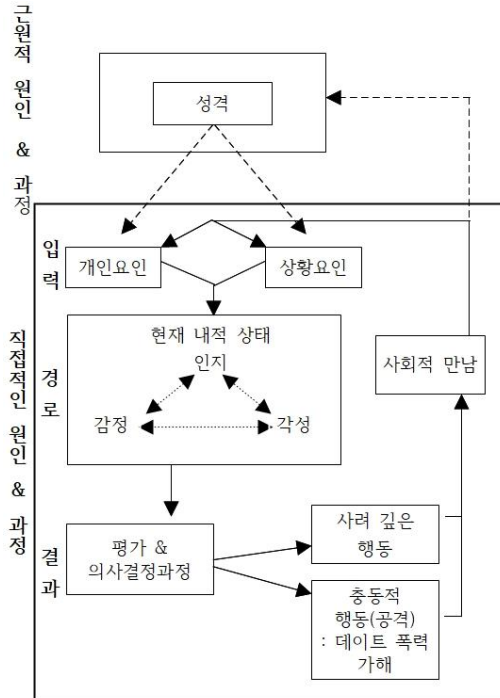 근원적 원인 & 과정
성격
직접적인 원인 & 과정
입력
개인요인
상황요인
경로
현재 내적 상태
인지
감정
각성
사회적 만남
결과
평가 &
의사결정과정
사려 깊은
행동
충동적
행동(공격)
: 데이트 폭력
가해